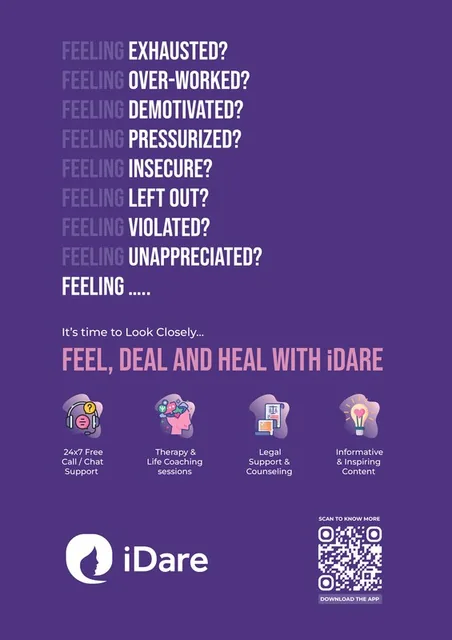 FEELING EXHAUSTED?
FEELING OVER-WORKED?
FEELING DEMOTIVATED?
FEELING PRESSURIZED?
FEELING INSECURE?
FEELING LEFT OUT?
FEELING VIOLATED?
FEELING UNAPPRECIATED?
FEELING .....
It's time to Look Closely...
FEEL, DEAL AND HEAL WITH iDARE
24x7 Free
Call / Chat
Support
Therapy &
Life Coaching
sessions
Legal
Support &
Counseling
Informative
& Inspiring
Content
iDare
SCAN TO KNOW MORE
DOWNLOAD THE APP